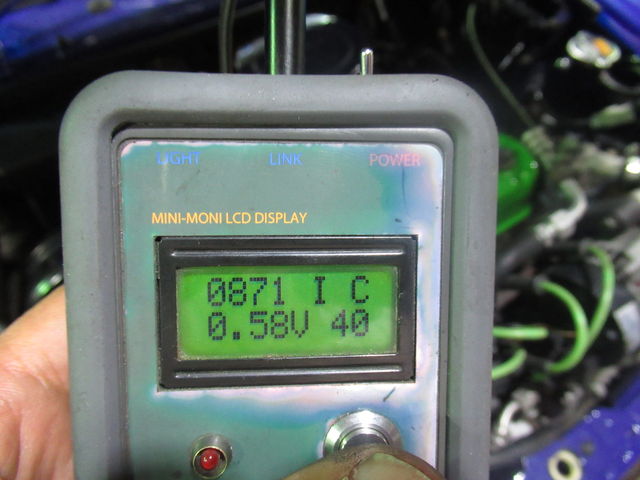 LIGHT LINK POWER
MINI-MONI LCD DISPLAY
0871 I C
0.58V 40